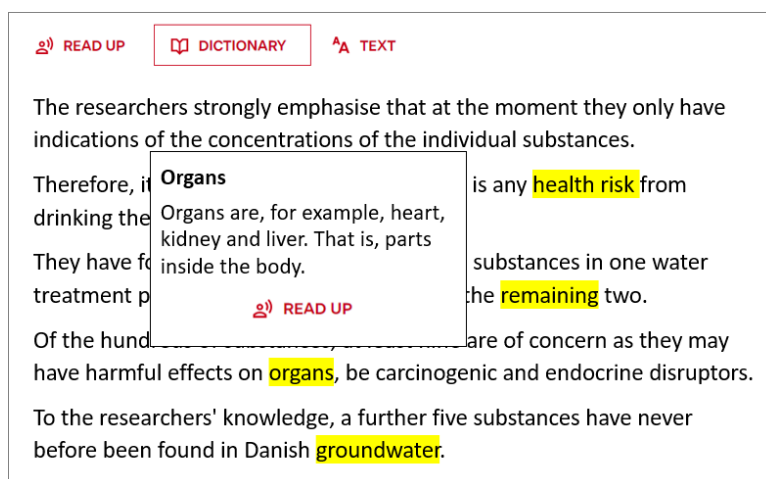 READ UP DICTIONARY AA TEXT
The researchers strongly emphasise that at the moment they only have
indications of the concentrations of the individual substances.
Therefore, it is any health risk from
drinking the
They have substances in one water
treatment the remaining two.
Of the are of concern as they may
have harmful effects on organs, be carcinogenic and endocrine disruptors.
To the researchers' knowledge, a further five substances have never
before been found in Danish groundwater.
Organs
Organs are, for example, heart,
kidney and liver. That is, parts
inside the body.
READ UP